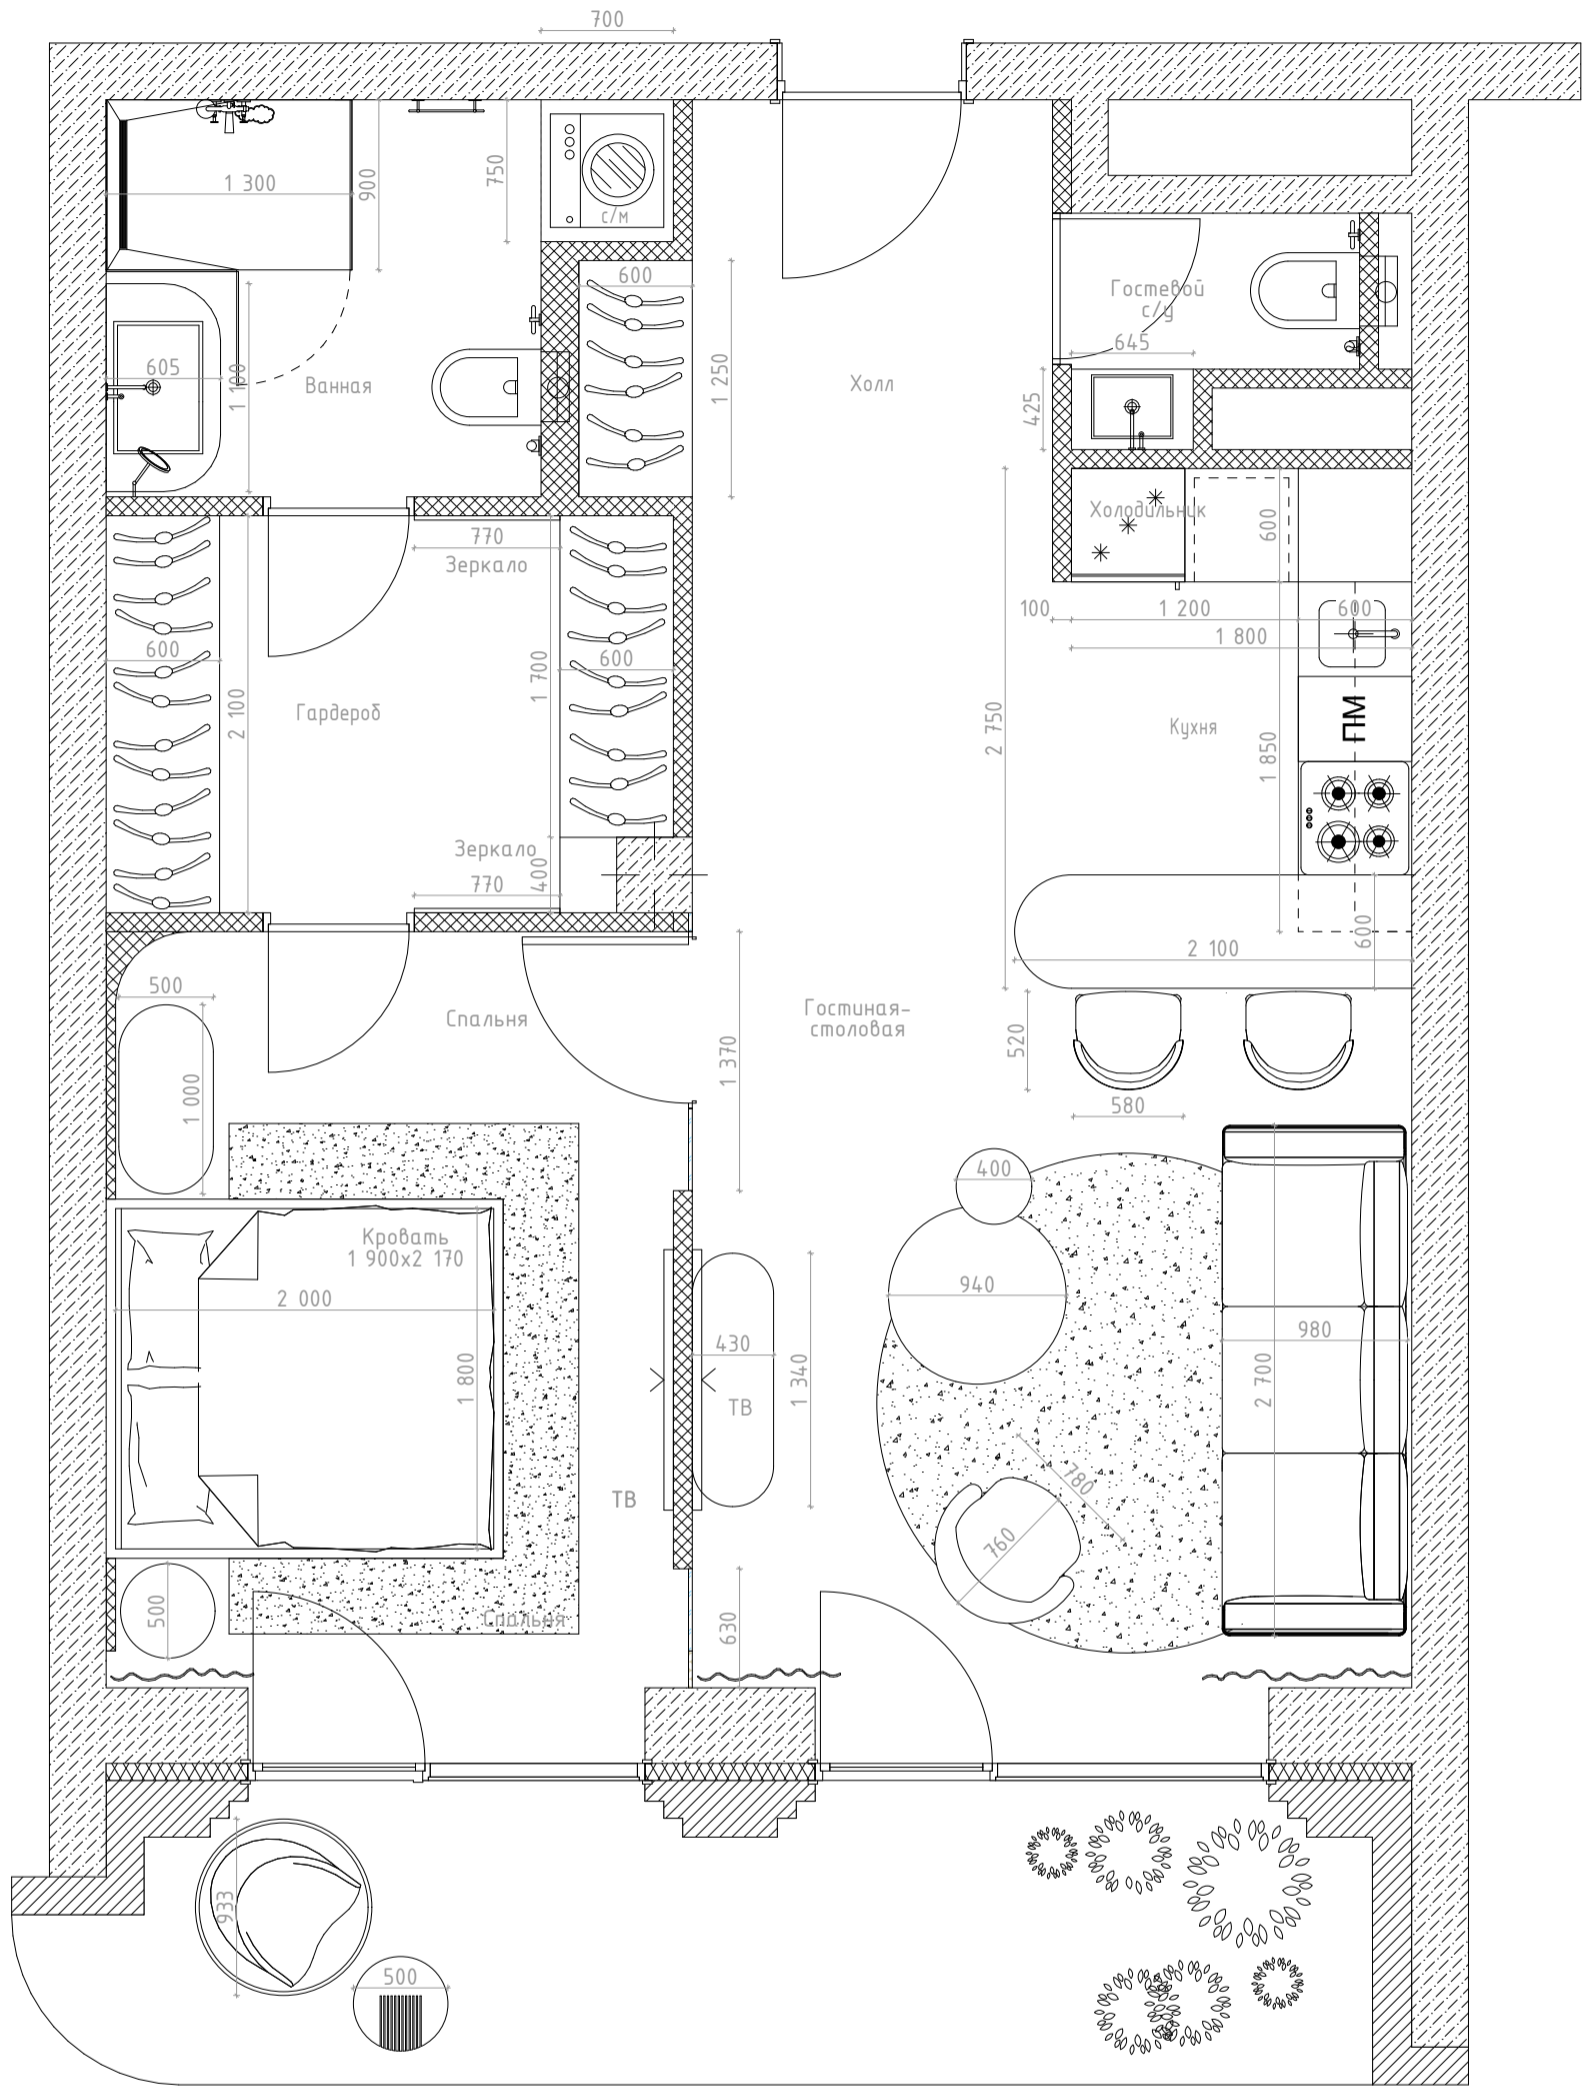 700
1 300
900
750
с/м
600
Гостевой
с/у
645
605
1 100
Ванная
1 250
Холл
425
Холодильник
600
770
Зеркало
100
1 200
600
1 800
600
1 700
600
2 100
Гардероб
2 750
Кухня
1 850
ПМ
Зеркало
770
400
600
2 100
500
Спальня
Гостиная-
столовая
1 000
1 370
520
580
400
Кровать
1 900х2 170
2 000
940
980
430
1 340
1 800
2 700
ТВ
780
ТВ
760
500
Спальня
630
933
500